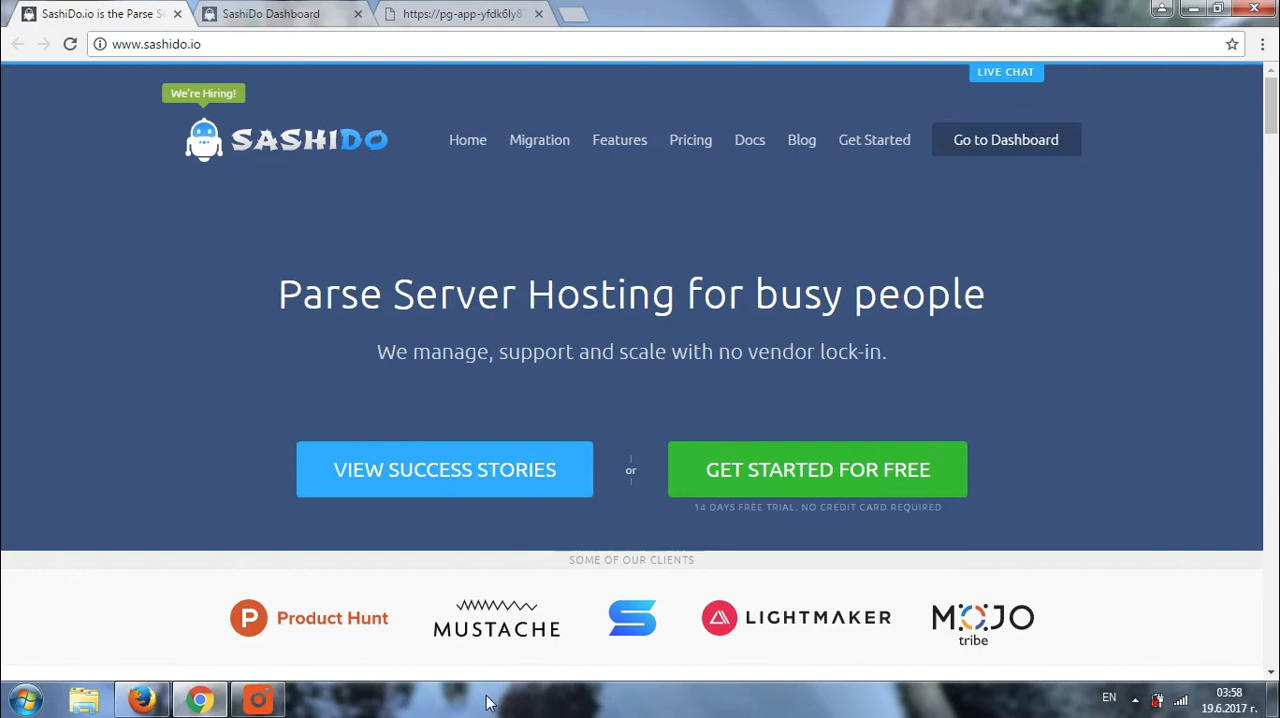 SashiDo.io is the Parse Se
SashiDo Dashboard
https://pg-app-yfdk6ly8
www.sashido.io
LIVE CHAT
We're Hiring!
SASHIDO
Home
Migration
Features
Pricing
Docs
Blog
Get Started
Go to Dashboard
Parse Server Hosting for busy people
We manage, support and scale with no vendor lock-in.
VIEW SUCCESS STORIES
or
GET STARTED FOR FREE
14 DAYS FREE TRIAL. NO CREDIT CARD REQUIRED
SOME OF OUR CLIENTS
P Product Hunt
MUSTACHE
S
LIGHTMAKER
MOJO
tribe
EN
03:58
19.6.2017 г.